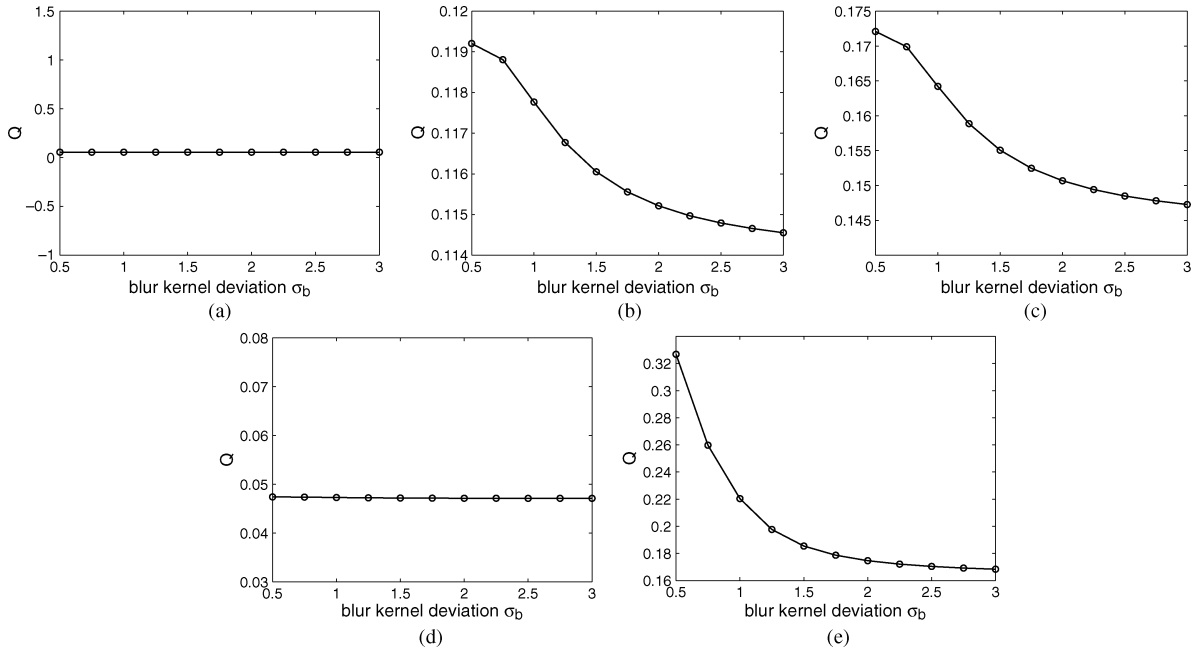 1.5
1
0.5
0
−0.5
−1
Q
0.5 1 1.5 2 2.5 3
blur kernel deviation σb
(a)
0.12
0.119
0.118
0.117
0.116
0.115
0.114
Q
0.5 1 1.5 2 2.5 3
blur kernel deviation σb
(b)
0.175
0.17
0.165
0.16
0.155
0.15
0.145
Q
0.5 1 1.5 2 2.5 3
blur kernel deviation σb
(c)
0.08
0.07
0.06
0.05
0.04
0.03
Q
0.5 1 1.5 2 2.5 3
blur kernel deviation σb
(d)
0.32
0.3
0.28
0.26
0.24
0.22
0.2
0.18
0.16
Q
0.5 1 1.5 2 2.5 3
blur kernel deviation σb
(e)